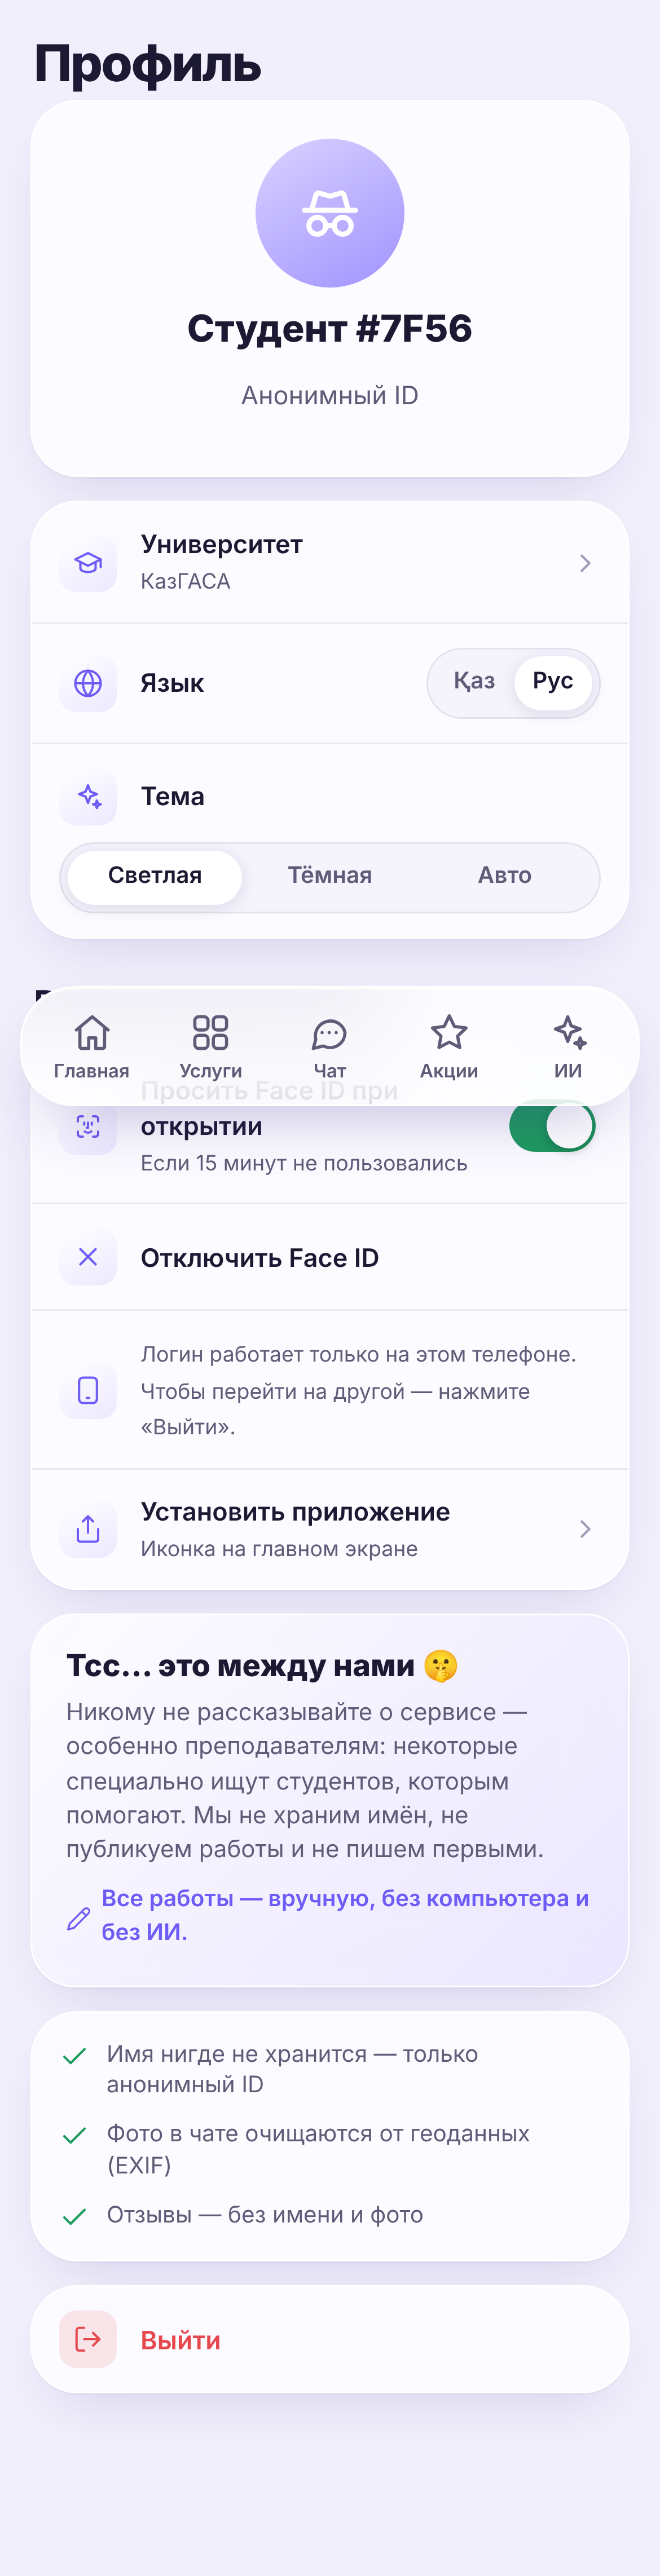 Профиль
Студент #7F56
Анонимный ID
Университет
КазГАСА
Язык
Қаз
Рус
Тема
Светлая
Тёмная
Авто
Главная
Услуги
Чат
Акции
ИИ
Просить Face ID при
открытии
Если 15 минут не пользовались
Отключить Face ID
Логин работает только на этом телефоне.
Чтобы перейти на другой — нажмите
«Выйти».
Установить приложение
Иконка на главном экране
Тсс… это между нами 🤫
Никому не рассказывайте о сервисе —
особенно преподавателям: некоторые
специально ищут студентов, которым
помогают. Мы не храним имён, не
публикуем работы и не пишем первыми.
Все работы — вручную, без компьютера и
без ИИ.
Имя нигде не хранится — только
анонимный ID
Фото в чате очищаются от геоданных
(EXIF)
Отзывы — без имени и фото
Выйти